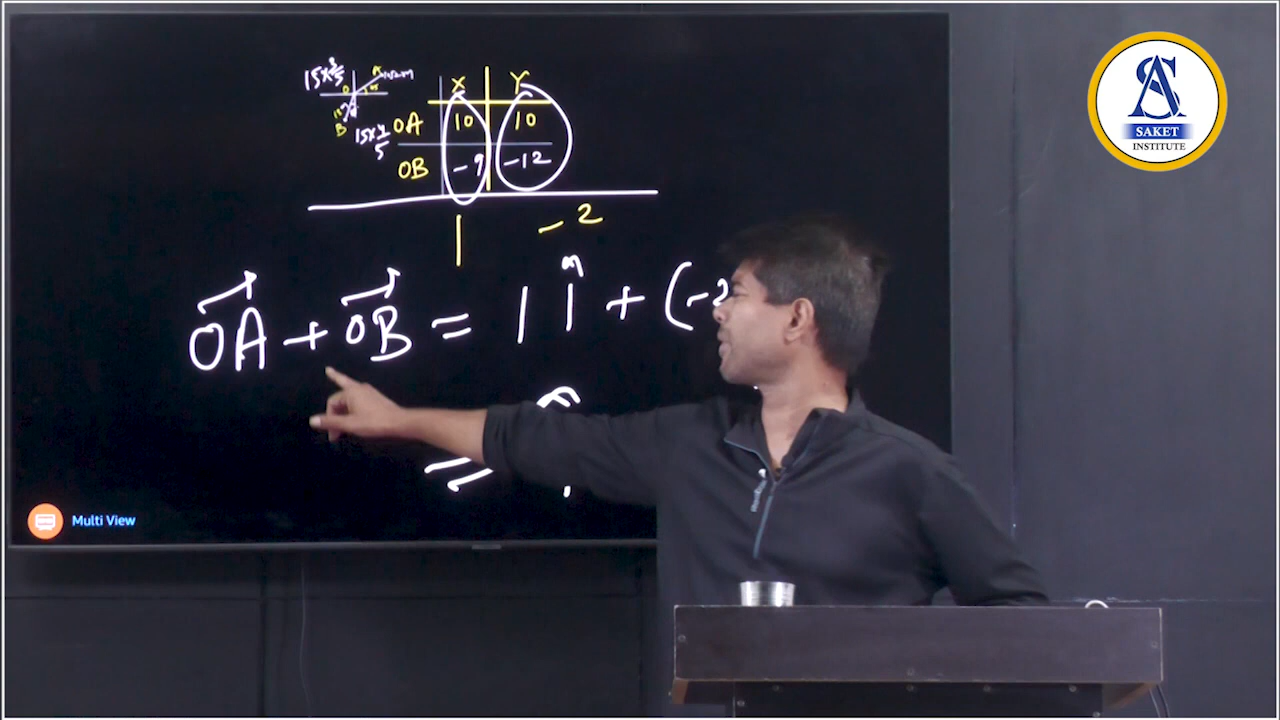 X Y
15×3/5
OA 10 10
15×4/5
B
OB -9 -12
1 -2
OA + OB = 1 i + (-2
=
Multi View
SAKET
INSTITUTE